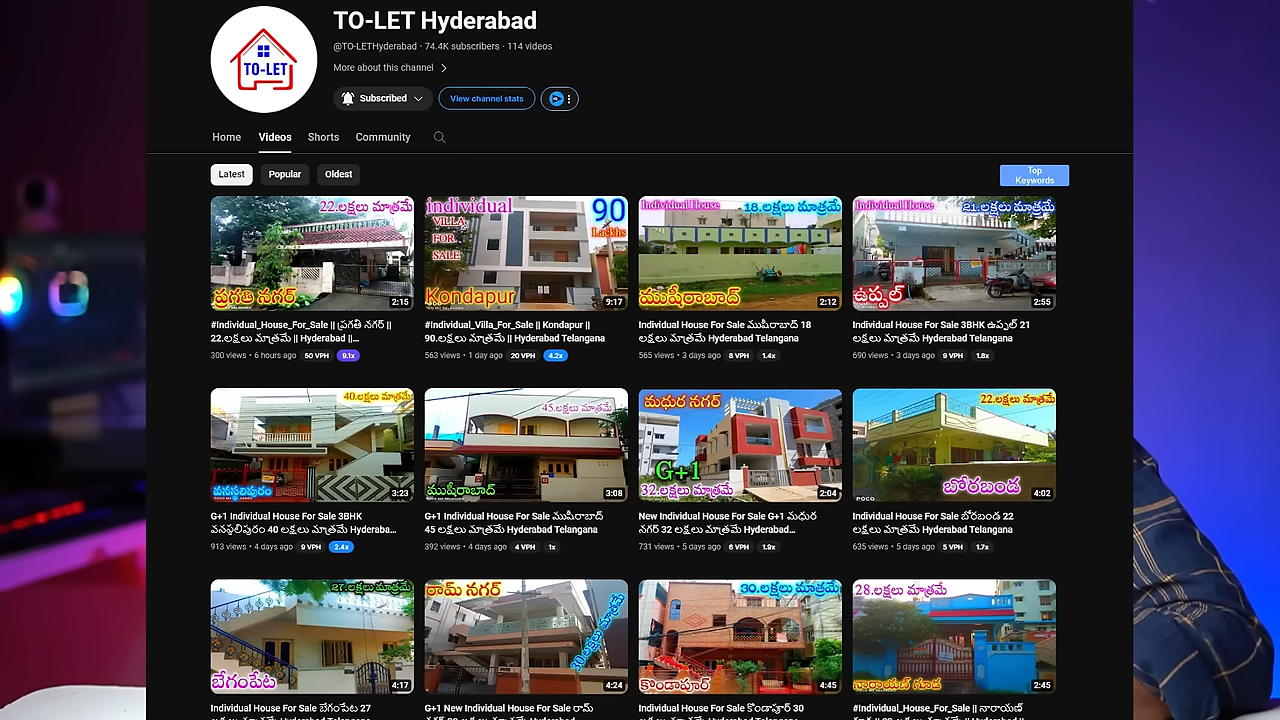 TO-LET
TO-LET Hyderabad
@TO-LETHyderabad · 74.4K subscribers · 114 videos
More about this channel
Subscribed
View channel stats
Home Videos Shorts Community
Latest Popular Oldest
Top
Keywords
22.లక్షలు మాత్రమే
ప్రగతి నగర్
2:15
individual
VILLA
FOR
SALE
90
Lackhs
Kondapur
9:17
Individual House
18.లక్షలు మాత్రమే
ముషీరాబాద్
2:12
Individual House
21.లక్షలు మాత్రమే
ఉప్పల్
2:55
#Individual_House_For_Sale || ప్రగతి నగర్ ||
22.లక్షలు మాత్రమే || Hyderabad ||...
300 views • 6 hours ago 50 VPH 9.1x
#Individual_Villa_For_Sale || Kondapur ||
90.లక్షలు మాత్రమే || Hyderabad Telangana
563 views • 1 day ago 20 VPH 4.2x
Individual House For Sale ముషీరాబాద్ 18
లక్షలు మాత్రమే Hyderabad Telangana
565 views • 3 days ago 8 VPH 1.4x
Individual House For Sale 3BHK ఉప్పల్ 21
లక్షలు మాత్రమే Hyderabad Telangana
690 views • 3 days ago 9 VPH 1.8x
40.లక్షలు మాత్రమే
వనస్థలిపురం
3:23
45.లక్షలు మాత్రమే
ముషీరాబాద్
3:08
మధుర నగర్
G+1
32.లక్షలు మాత్రమే
2:04
22.లక్షలు మాత్రమే
బోరబండ
POCO
4:02
G+1 Individual House For Sale 3BHK
వనస్థలిపురం 40 లక్షలు మాత్రమే Hyderaba...
913 views • 4 days ago 9 VPH 2.4x
G+1 Individual House For Sale ముషిరాబాద్
45 లక్షలు మాత్రమే Hyderabad Telangana
392 views • 4 days ago 4 VPH 1x
New Individual House For Sale G+1 మధుర
నగర్ 32 లక్షలు మాత్రమే Hyderabad...
731 views • 5 days ago 6 VPH 1.9x
Individual House For Sale బోరబండ 22
లక్షలు మాత్రమే Hyderabad Telangana
635 views • 5 days ago 5 VPH 1.7x
27.లక్షలు మాత్రమే
బేగంపేట
4:17
రామ్ నగర్
30.లక్షలు మాత్రమే
4:24
30.లక్షలు మాత్రమే
కొండాపూర్
4:45
28.లక్షలు మాత్రమే
నారాయణ గూడ
2:45
Individual House For Sale బేగంపేట 27
G+1 New Individual House For Sale రామ్
Individual House For Sale కొండాపూర్ 30
#Individual_House_For_Sale || నారాయణ